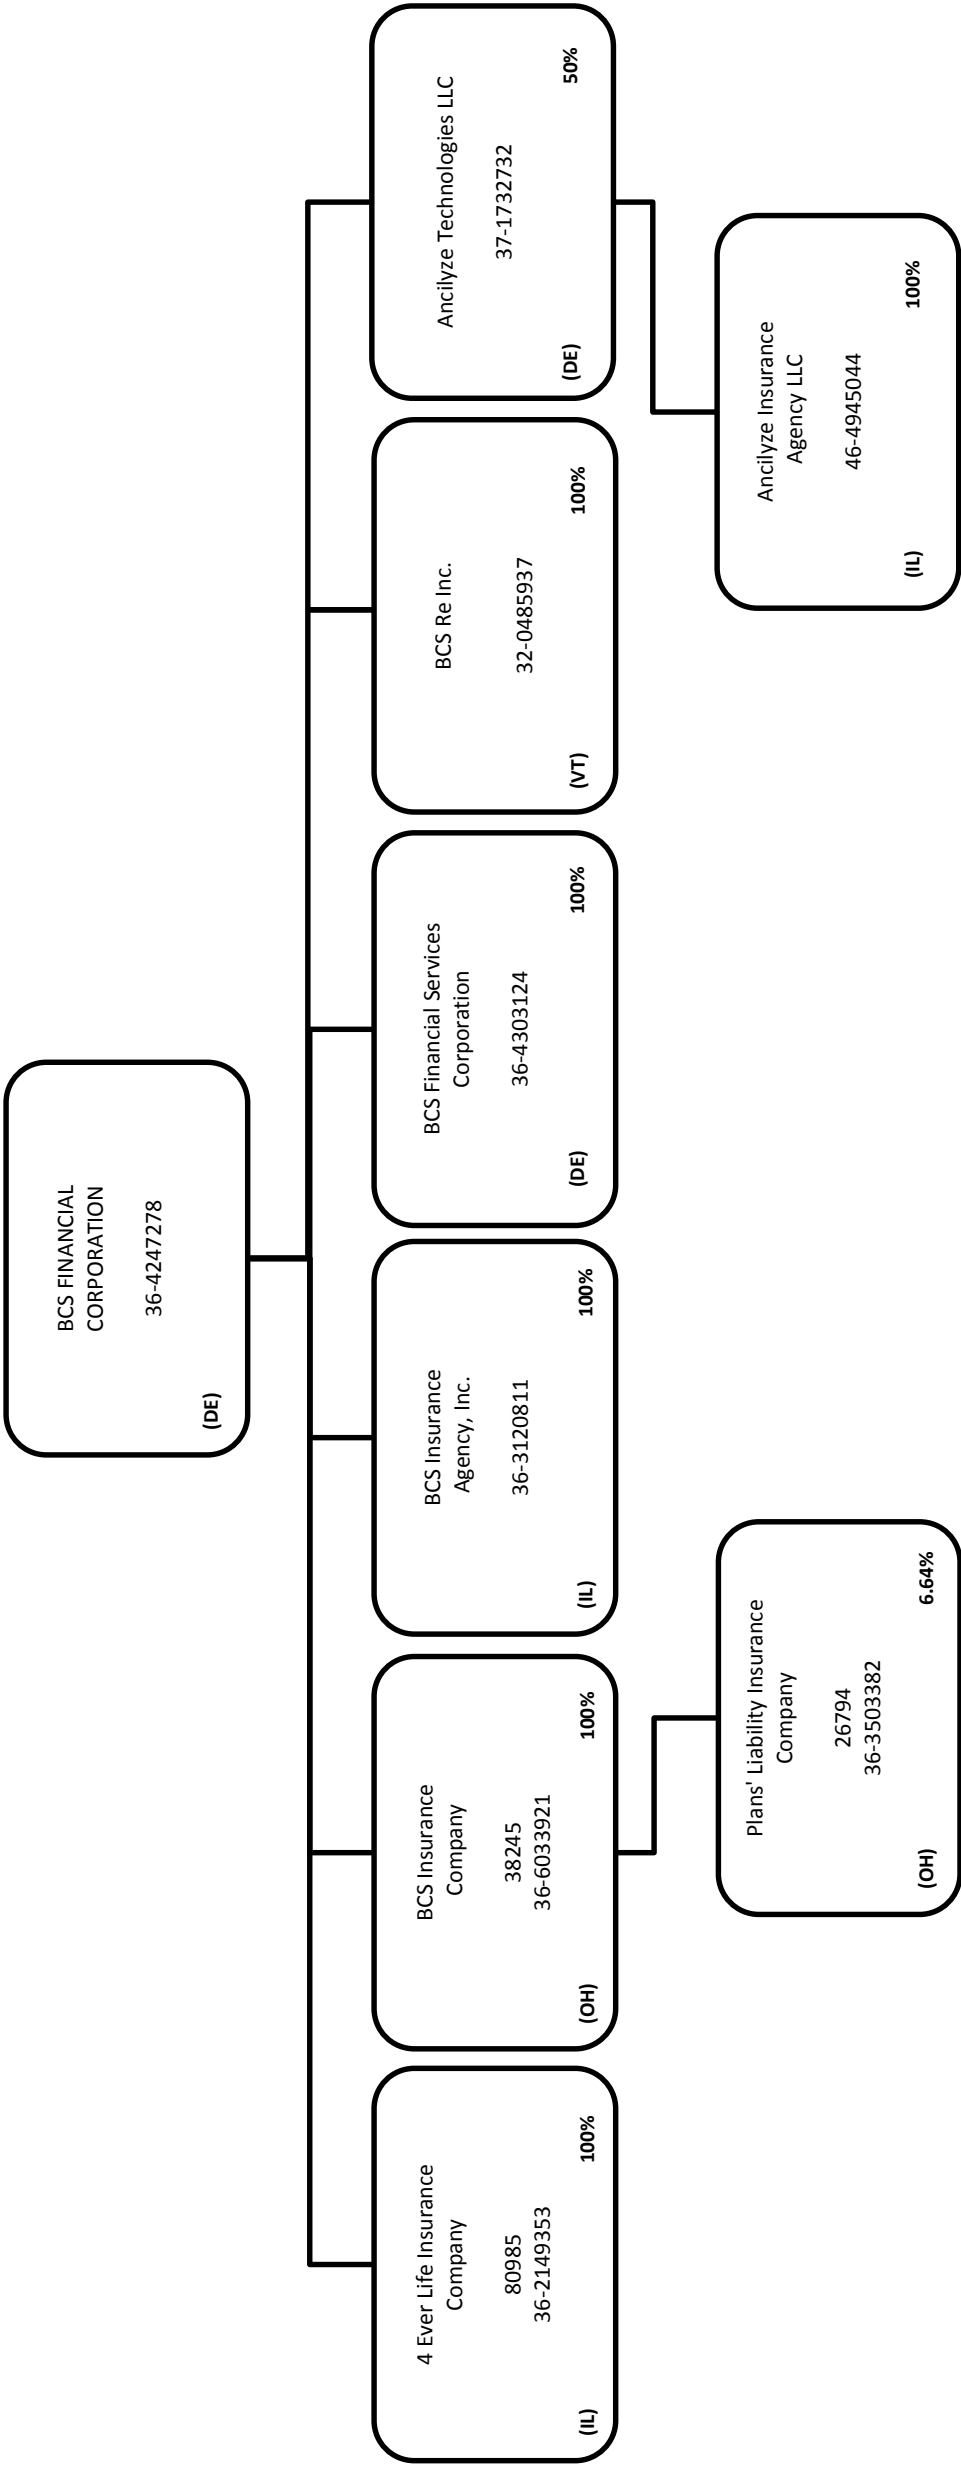 BCS FINANCIAL
CORPORATION
36-4247278
(DE)
4 Ever Life Insurance
Company
80985
36-2149353
(IL)
100%
BCS Insurance
Company
38245
36-6033921
(OH)
100%
BCS Insurance
Agency, Inc.
36-3120811
(IL)
100%
BCS Financial Services
Corporation
36-4303124
(DE)
100%
BCS Re Inc.
32-0485937
(VT)
100%
Ancilyze Technologies LLC
37-1732732
(DE)
50%
Plans' Liability Insurance
Company
26794
36-3503382
(OH)
6.64%
Ancilyze Insurance
Agency LLC
46-4945044
(IL)
100%